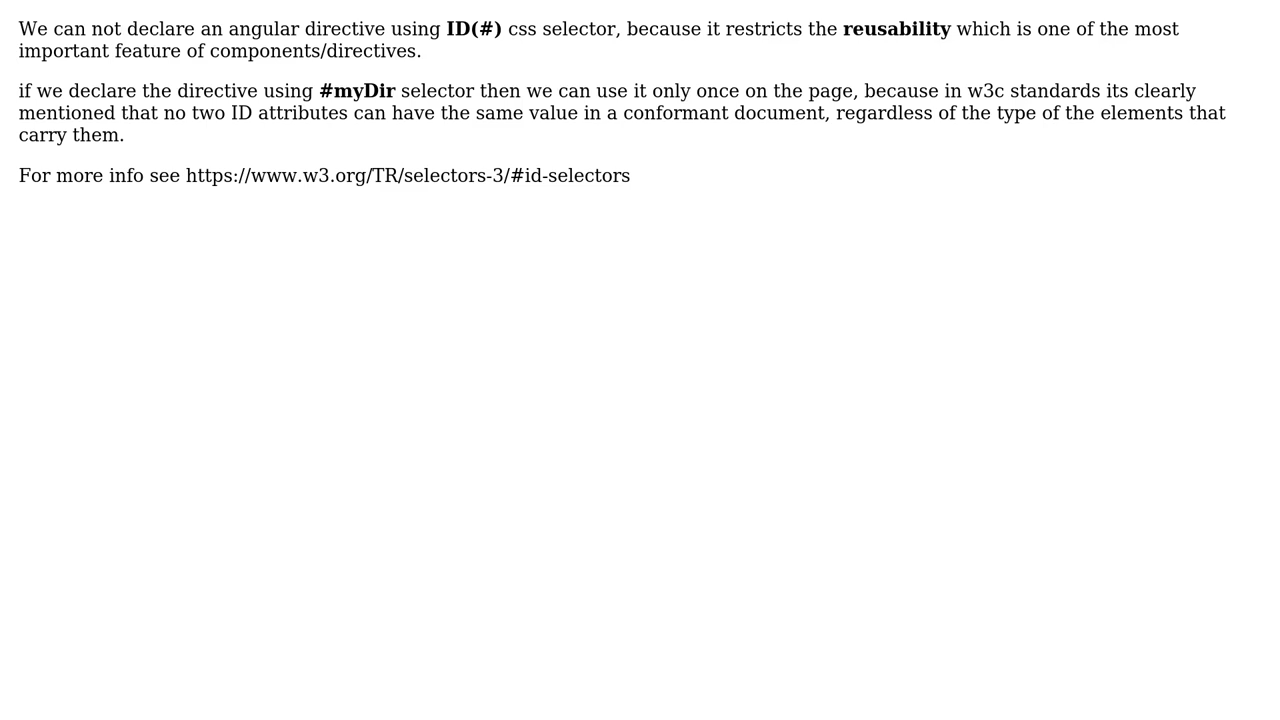 We can not declare an angular directive using ID(#) css selector, because it restricts the reusability which is one of the most
important feature of components/directives.
if we declare the directive using #myDir selector then we can use it only once on the page, because in w3c standards its clearly
mentioned that no two ID attributes can have the same value in a conformant document, regardless of the type of the elements that
carry them.
For more info see https://www.w3.org/TR/selectors-3/#id-selectors